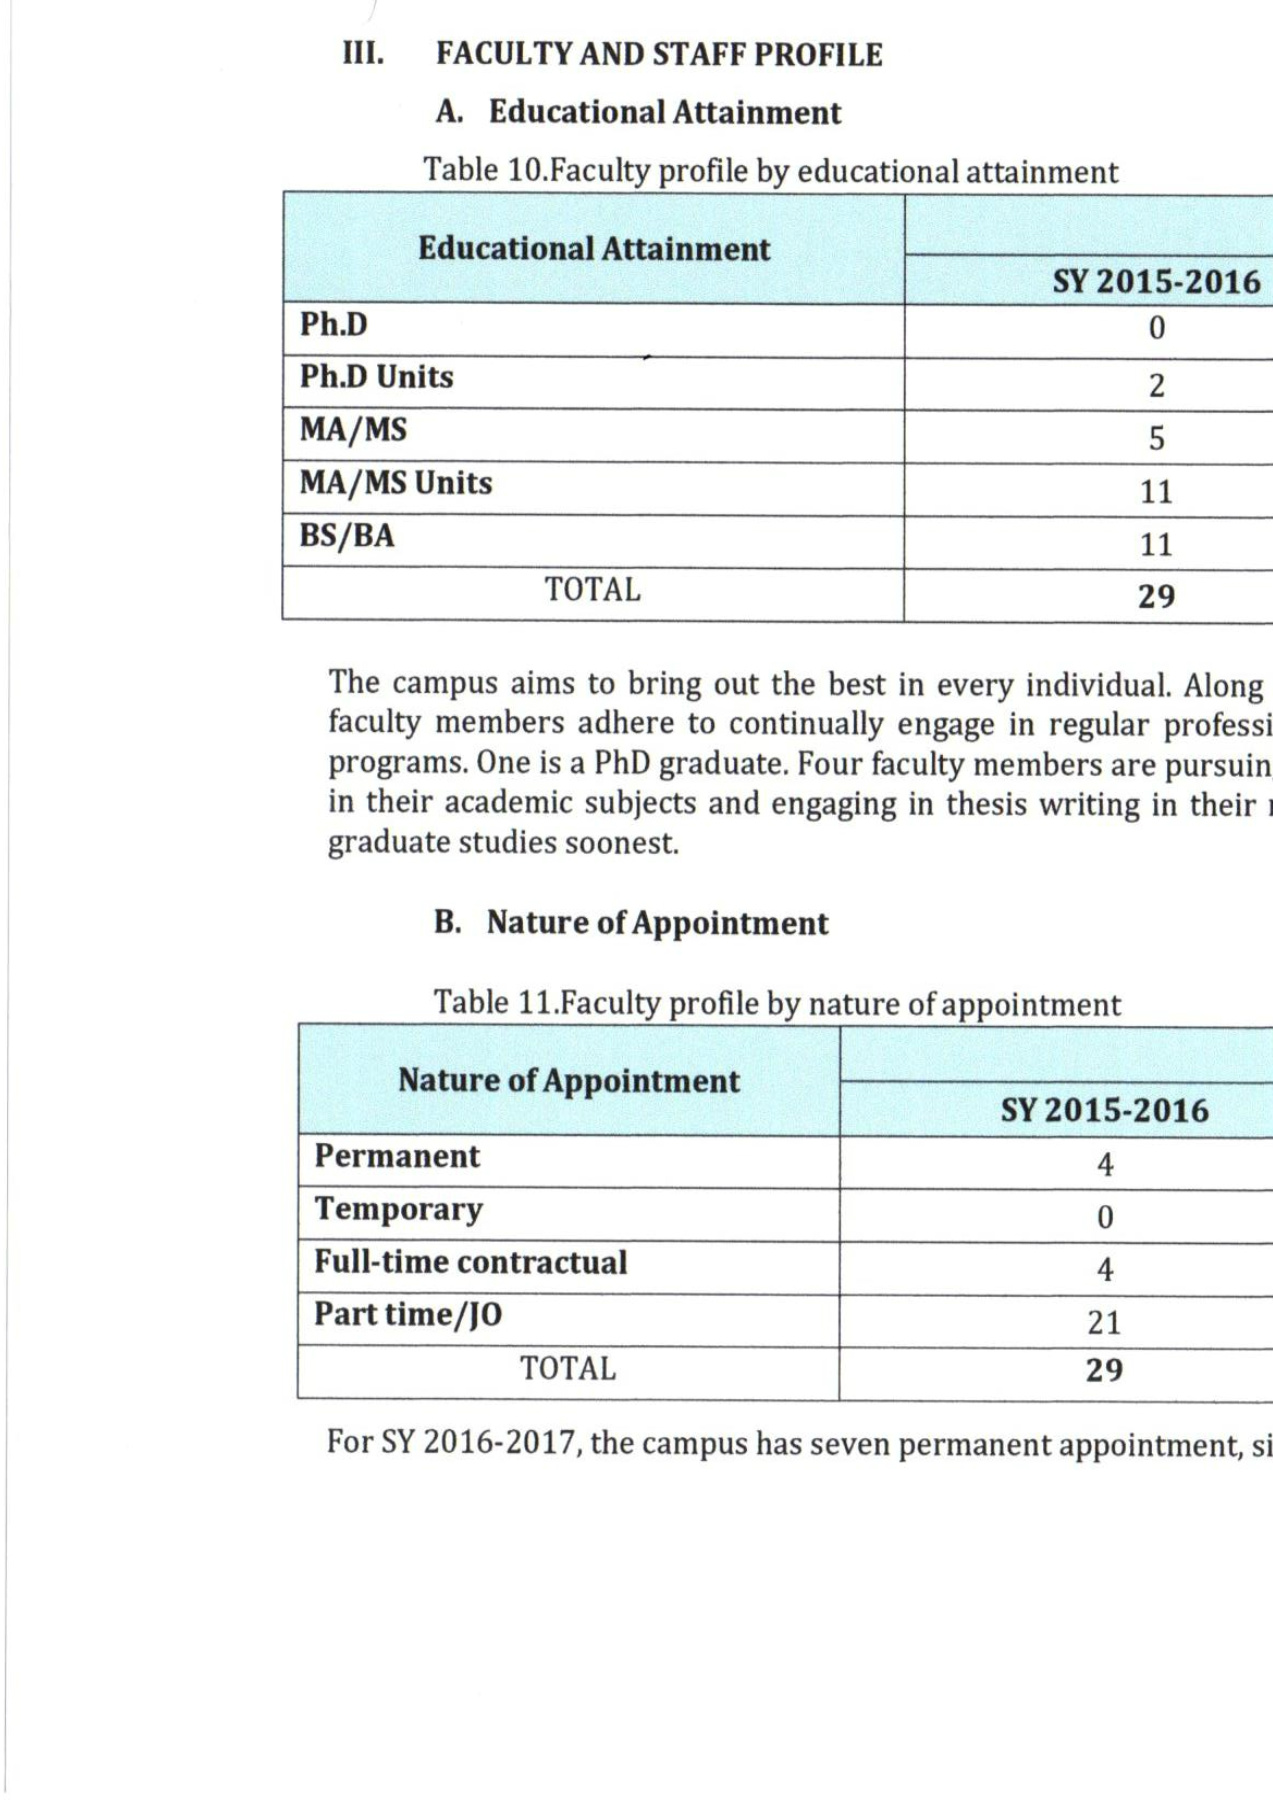 III. FACULTY AND STAFF PROFILE
A. Educational Attainment
Table 10.Faculty profile by educational attainment
Educational Attainment
SY 2015-2016
Ph.D 0
Ph.D Units 2
MA/MS 5
MA/MS Units 11
BS/BA 11
TOTAL 29
The campus aims to bring out the best in every individual. Along
faculty members adhere to continually engage in regular professi
programs. One is a PhD graduate. Four faculty members are pursuin
in their academic subjects and engaging in thesis writing in their
graduate studies soonest.
B. Nature of Appointment
Table 11.Faculty profile by nature of appointment
Nature of Appointment
SY 2015-2016
Permanent 4
Temporary 0
Full-time contractual 4
Part time/JO 21
TOTAL 29
For SY 2016-2017, the campus has seven permanent appointment, si